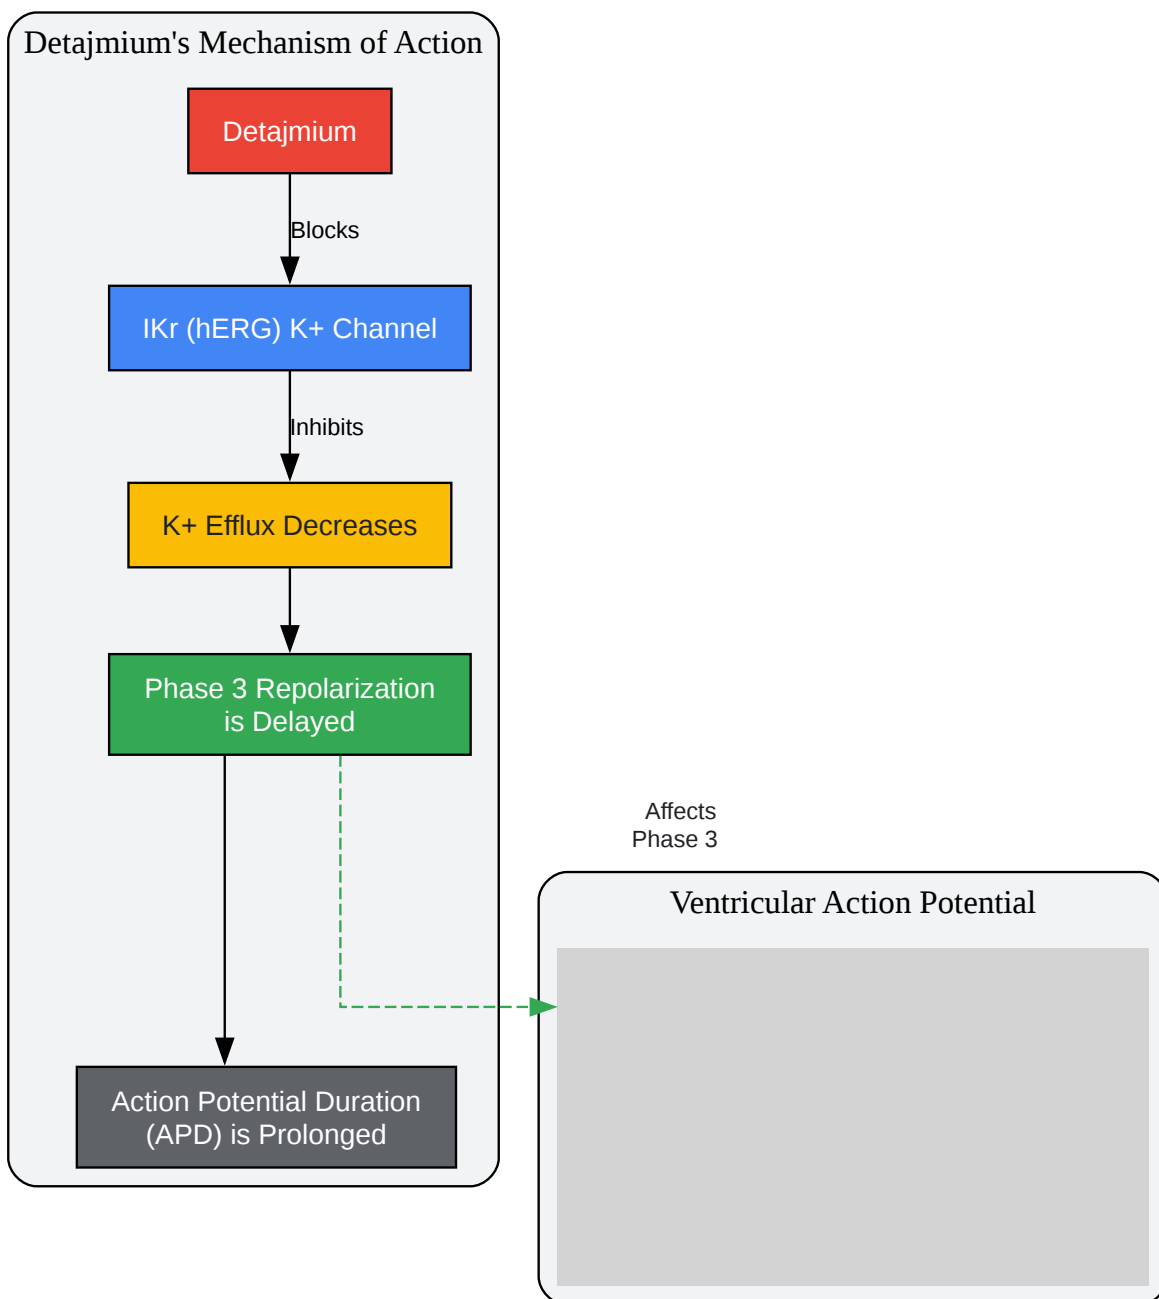 Detajmium's Mechanism of Action
Detajmium
Blocks
IKr (hERG) K+ Channel
Inhibits
K+ Efflux Decreases
Phase 3 Repolarization
is Delayed
Affects
Phase 3
Ventricular Action Potential
Action Potential Duration
(APD) is Prolonged